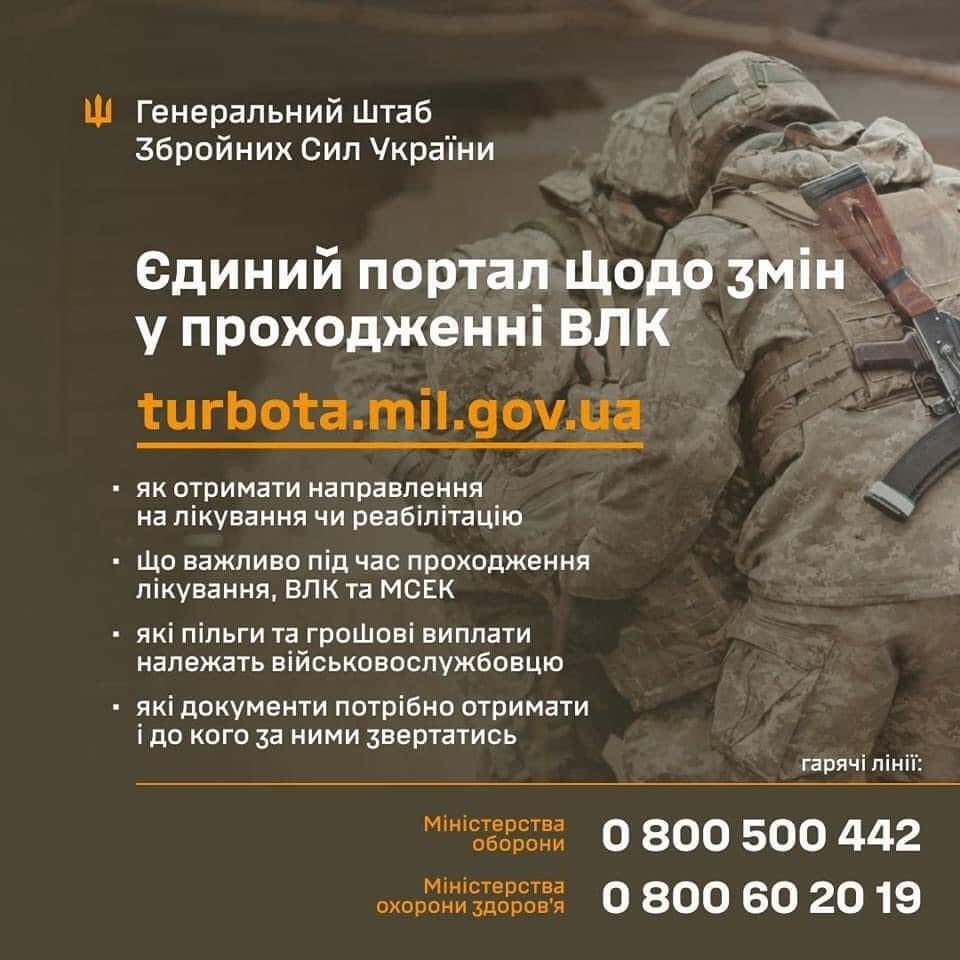 Генеральний штаб
Збройних Сил України
Єдиний портал щодо змін
у проходженні ВЛК
turbota.mil.gov.ua
· як отримати направлення
на лікування чи реабілітацію
· що важливо під час проходження
лікування, ВЛК та МСЕК
· які пільги та грошові виплати
належать військовослужбовцю
· які документи потрібно отримати
і до кого за ними звертатись
гарячі лінії:
Міністерства
оборони
0 800 500 442
Міністерства
охорони здоров'я
0 800 60 20 19